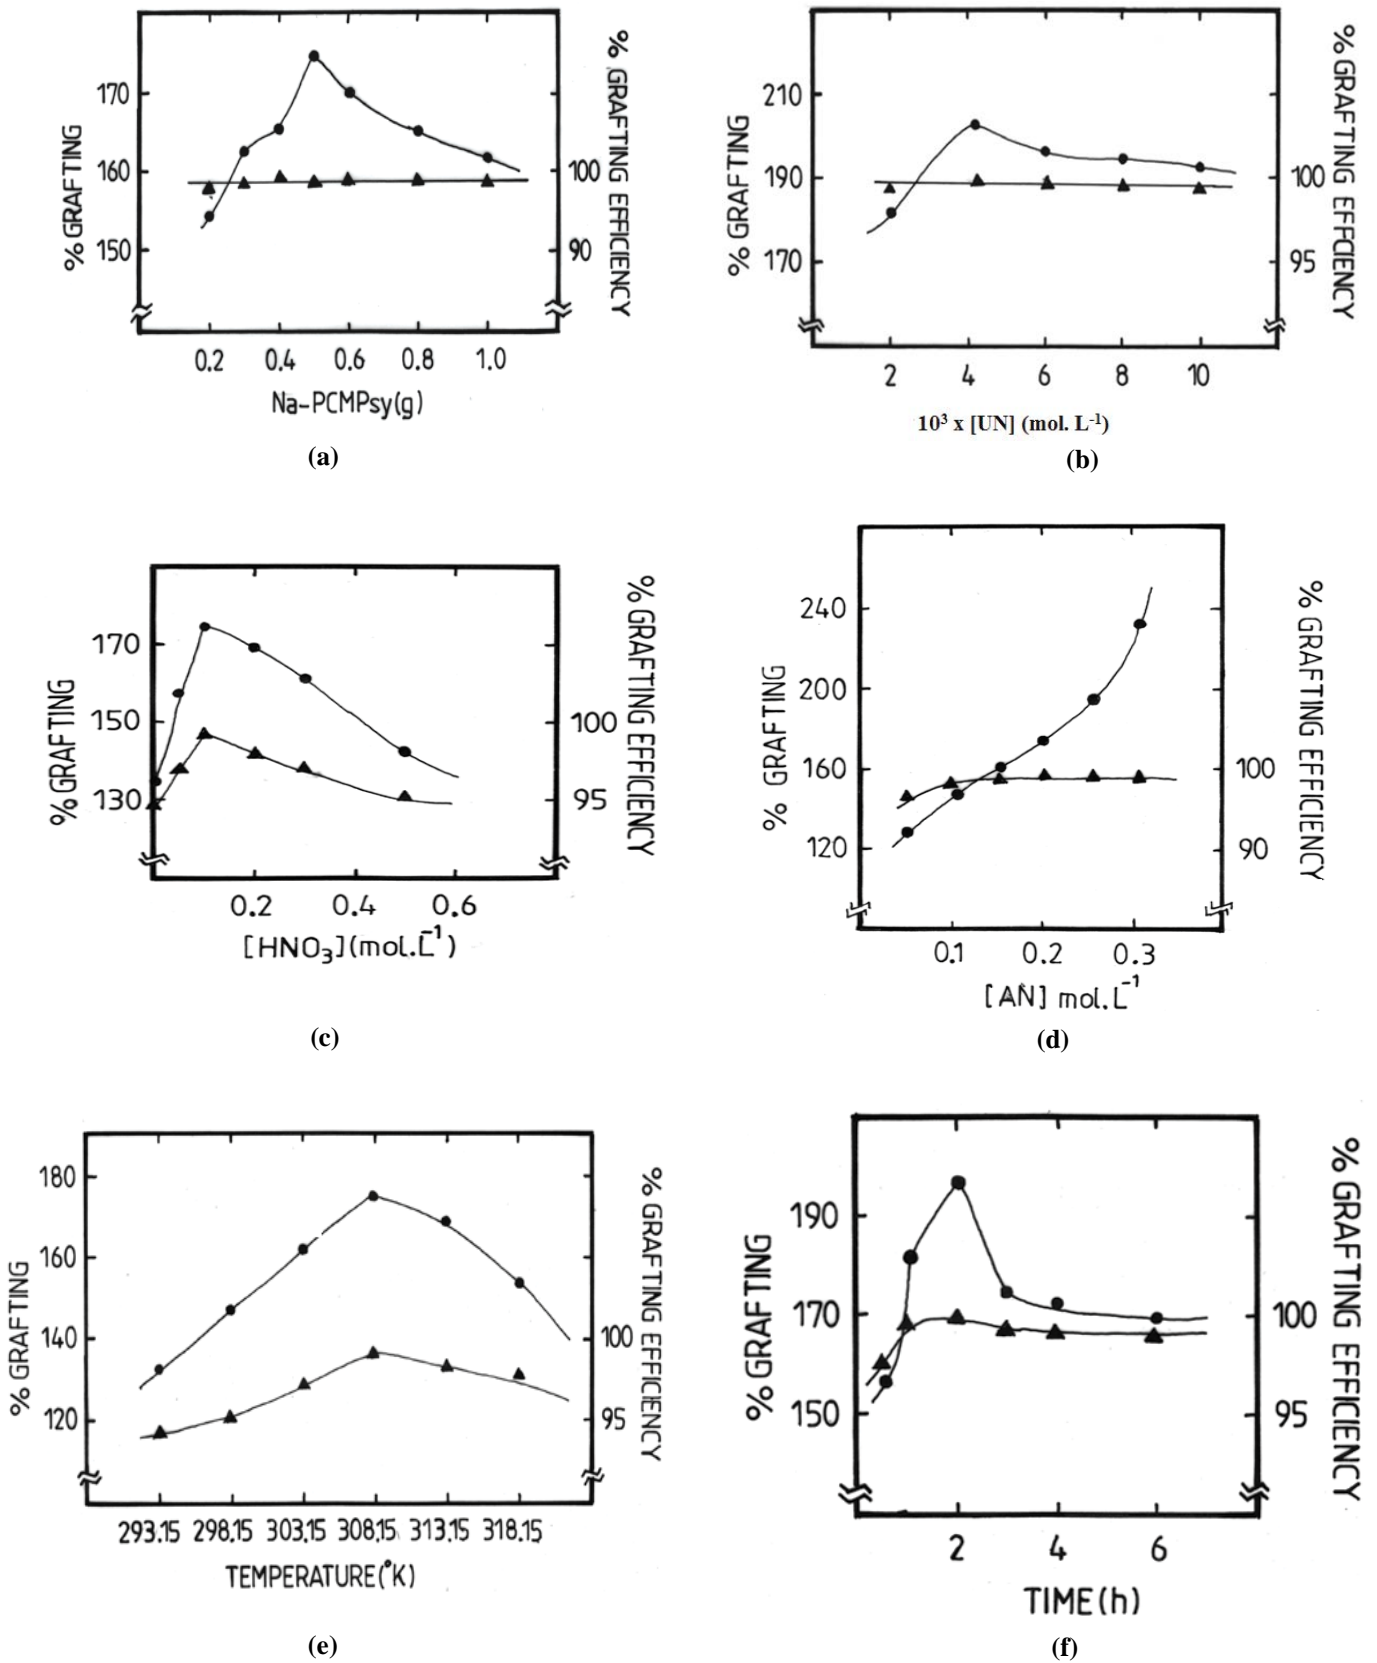 % GRAFTING
170
160
150
100
90
% GRAFTING EFFICIENCY
0.2 0.4 0.6 0.8 1.0
Na-PCMPsy(g)
(a)
% GRAFTING
210
190
170
100
95
% GRAFTING EFFCIENCY
2 4 6 8 10
10³ x [UN] (mol. L⁻¹)
(b)
% GRAFTING
170
150
130
100
95
% GRAFTING EFFICIENCY
0.2 0.4 0.6
[HNO₃](mol.L⁻¹)
(c)
% GRAFTING
240
200
160
120
100
90
% GRAFTING EFFICIENCY
0.1 0.2 0.3
[AN] mol.L⁻¹
(d)
% GRAFTING
180
160
140
120
100
95
% GRAFTING EFFICIENCY
293.15 298.15 303.15 308.15 313.15 318.15
TEMPERATURE(°K)
(e)
% GRAFTING
190
170
150
100
95
% GRAFTING EFFICIENCY
2 4 6
TIME(h)
(f)